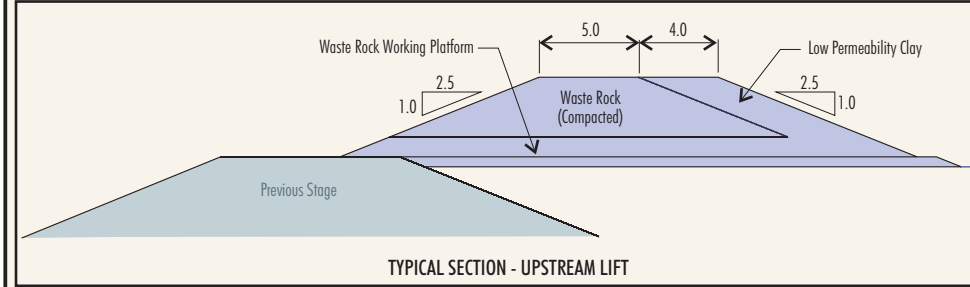 5.0
4.0
Waste Rock Working Platform
Low Permeability Clay
2.5
1.0
Waste Rock
(Compacted)
2.5
1.0
Previous Stage
TYPICAL SECTION - UPSTREAM LIFT